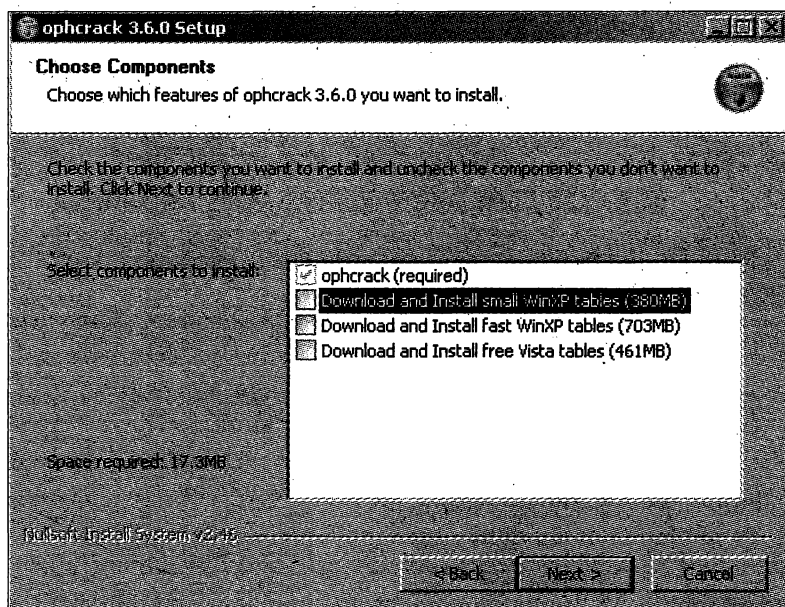 ophcrack 3.6.0 Setup
Choose Components
Choose which features of ophcrack 3.6.0 you want to install.
Check the components you want to install and uncheck the components you don't want to
install. Click Next to continue.
Select components to install:
ophcrack (required)
Download and Install small WinXP tables (380MB)
Download and Install fast WinXP tables (703MB)
Download and Install free Vista tables (461MB)
Space required: 17.3MB
Nullsoft Install System v2.46
< Back
Next >
Cancel